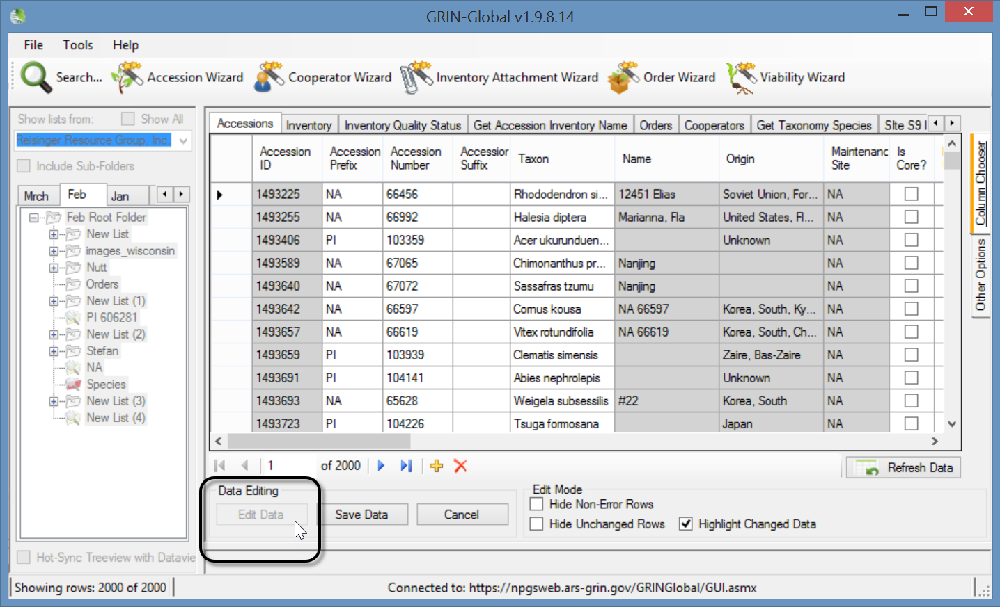 GRIN-Global v1.9.8.14
File Tools Help
Search... Accession Wizard Cooperator Wizard Inventory Attachment Wizard Order Wizard Viability Wizard
Show lists from: Show All
Reisinger Resource Group, Inc.
Include Sub-Folders
Mrch Feb Jan
Feb Root Folder
New List
images_wisconsin
Nutt
Orders
New List (1)
PI 606281
New List (2)
Stefan
NA
Species
New List (3)
New List (4)
Hot-Sync Treeview with Datavie
Accessions Inventory Inventory Quality Status Get Accession Inventory Name Orders Cooperators Get Taxonomy Species SIte S9 I
Accession ID Accession Prefix Accession Number Accessior Suffix Taxon Name Origin Maintenanc Site Is Core?
1493225 NA 66456 Rhododendron si... 12451 Elias Soviet Union, For... NA
1493255 NA 66992 Halesia diptera Marianna, Fla United States, Fl... NA
1493406 PI 103359 Acer ukurunduen... Unknown NA
1493589 NA 67065 Chimonanthus pr... Nanjing NA
1493640 NA 67072 Sassafras tzumu Nanjing NA
1493642 NA 66597 Cornus kousa NA 66597 Korea, South, Ky... NA
1493657 NA 66619 Vitex rotundifolia NA 66619 Korea, South, Ch... NA
1493659 PI 103939 Clematis simensis Zaire, Bas-Zaire NA
1493691 PI 104141 Abies nephrolepis Unknown NA
1493693 NA 65628 Weigela subsessilis #22 Korea, South NA
1493723 PI 104226 Tsuga formosana Japan NA
Column Chooser
Other Options
1 of 2000 Refresh Data
Data Editing
Edit Data Save Data Cancel
Edit Mode
Hide Non-Error Rows
Hide Unchanged Rows Highlight Changed Data
Showing rows: 2000 of 2000 Connected to: https://npgsweb.ars-grin.gov/GRINGlobal/GUI.asmx